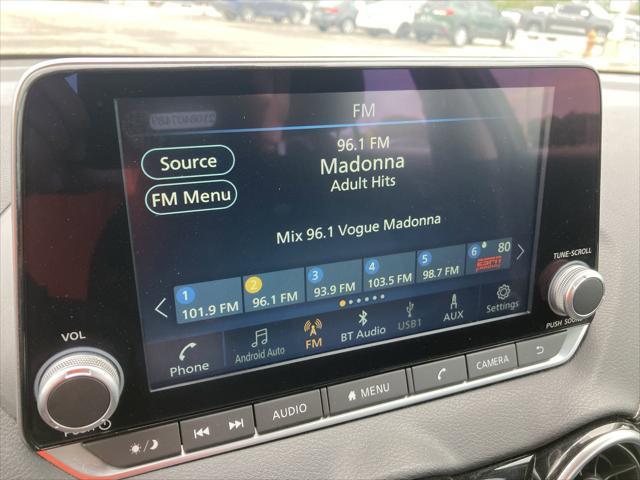 FM
96.1 FM
Source
Madonna
Adult Hits
FM Menu
Mix 96.1 Vogue Madonna
1 101.9 FM
2 96.1 FM
3 93.9 FM
4 103.5 FM
5 98.7 FM
6 80
Phone
Android Auto
FM
BT Audio
USB1
AUX
Settings
VOL
TUNE·SCROLL
PUSH SOUND
PUSH
AUDIO
MENU
CAMERA